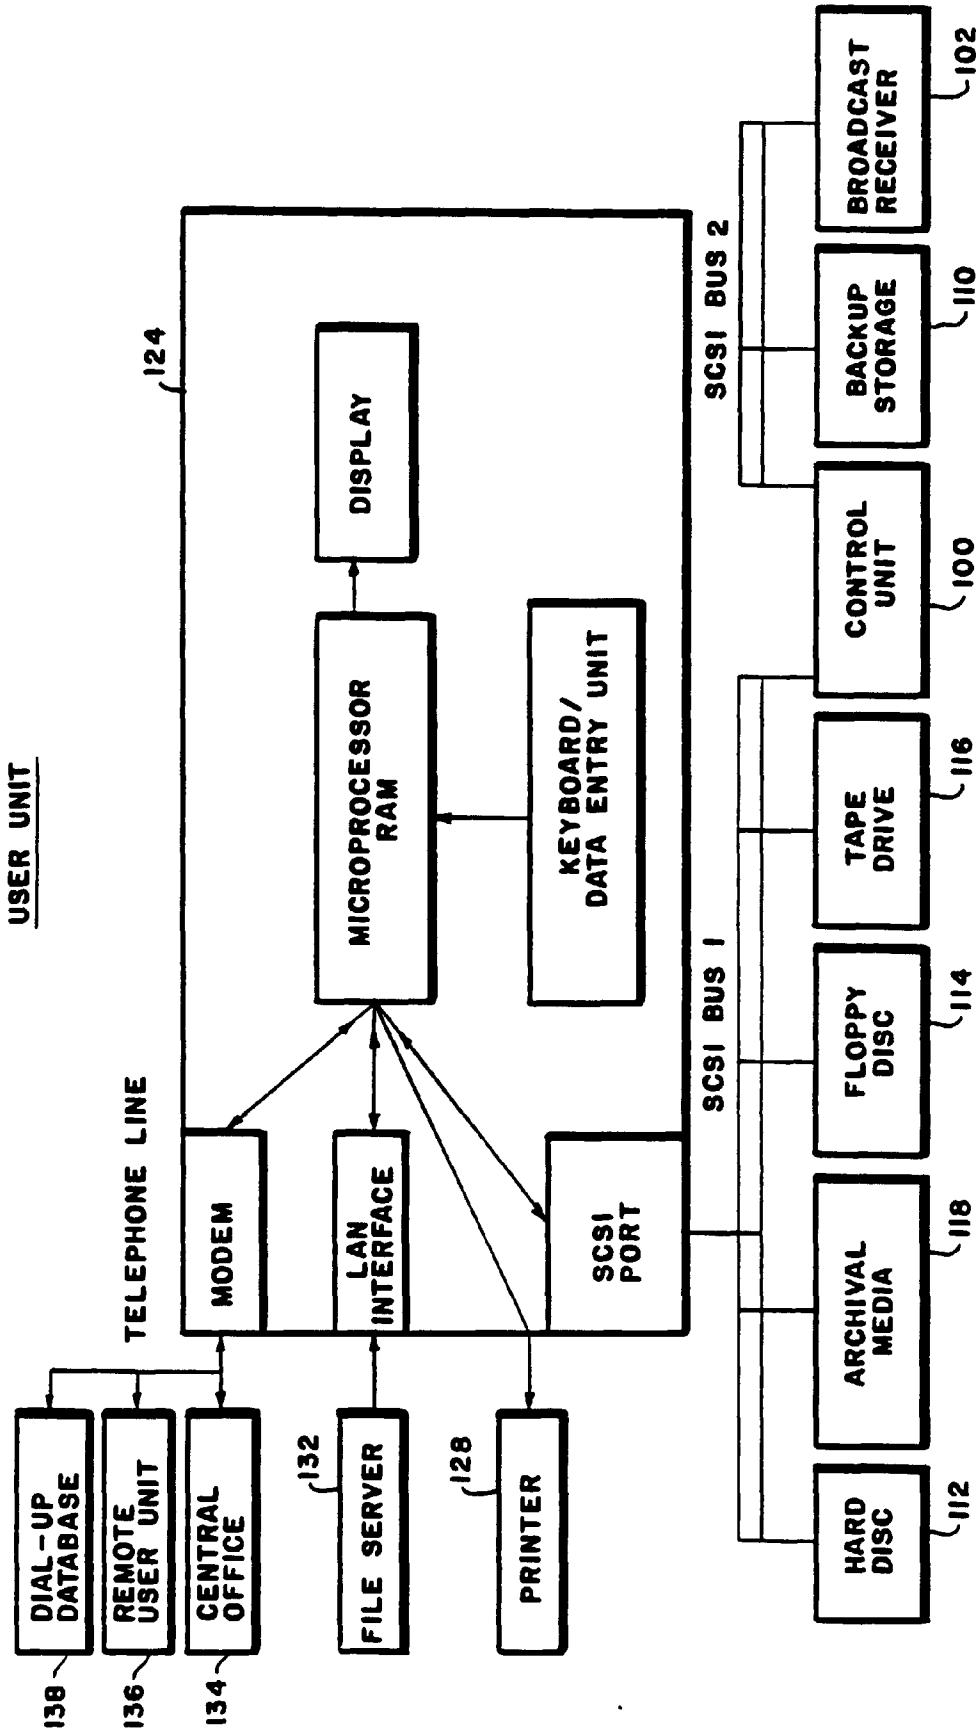 USER UNIT
138
DIAL-UP
DATABASE
136
REMOTE
USER UNIT
134
CENTRAL
OFFICE
TELEPHONE LINE
124
MODEM
132
FILE SERVER
LAN
INTERFACE
MICROPROCESSOR
RAM
DISPLAY
128
PRINTER
KEYBOARD/
DATA ENTRY UNIT
SCSI
PORT
SCSI BUS 1
SCSI BUS 2
HARD
DISC
112
ARCHIVAL
MEDIA
118
FLOPPY
DISC
114
TAPE
DRIVE
116
CONTROL
UNIT
100
BACKUP
STORAGE
110
BROADCAST
RECEIVER
102